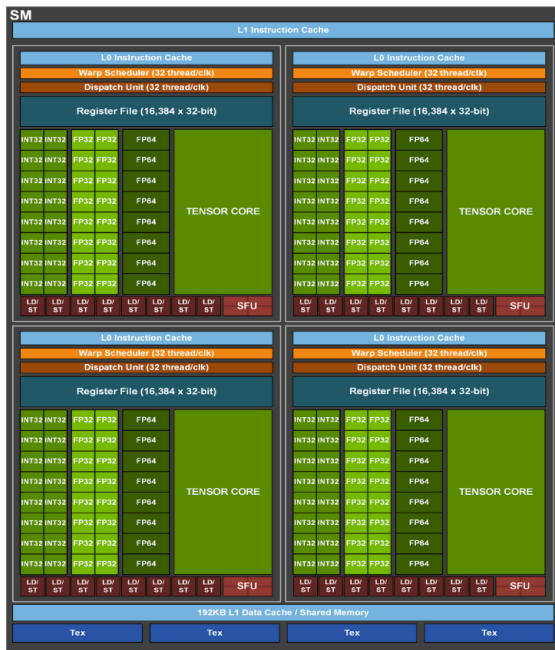 SM
L1 Instruction Cache
L0 Instruction Cache
Warp Scheduler (32 thread/clk)
Dispatch Unit (32 thread/clk)
Register File (16,384 x 32-bit)
INT32 INT32 FP32 FP32 FP64
INT32 INT32 FP32 FP32 FP64
INT32 INT32 FP32 FP32 FP64
INT32 INT32 FP32 FP32 FP64
TENSOR CORE
INT32 INT32 FP32 FP32 FP64
INT32 INT32 FP32 FP32 FP64
INT32 INT32 FP32 FP32 FP64
INT32 INT32 FP32 FP32 FP64
LD/ LD/ LD/ LD/ LD/ LD/ LD/ LD/
ST ST ST ST ST ST ST ST
SFU
L0 Instruction Cache
Warp Scheduler (32 thread/clk)
Dispatch Unit (32 thread/clk)
Register File (16,384 x 32-bit)
INT32 INT32 FP32 FP32 FP64
INT32 INT32 FP32 FP32 FP64
INT32 INT32 FP32 FP32 FP64
INT32 INT32 FP32 FP32 FP64
TENSOR CORE
INT32 INT32 FP32 FP32 FP64
INT32 INT32 FP32 FP32 FP64
INT32 INT32 FP32 FP32 FP64
INT32 INT32 FP32 FP32 FP64
LD/ LD/ LD/ LD/ LD/ LD/ LD/ LD/
ST ST ST ST ST ST ST ST
SFU
L0 Instruction Cache
Warp Scheduler (32 thread/clk)
Dispatch Unit (32 thread/clk)
Register File (16,384 x 32-bit)
INT32 INT32 FP32 FP32 FP64
INT32 INT32 FP32 FP32 FP64
INT32 INT32 FP32 FP32 FP64
INT32 INT32 FP32 FP32 FP64
TENSOR CORE
INT32 INT32 FP32 FP32 FP64
INT32 INT32 FP32 FP32 FP64
INT32 INT32 FP32 FP32 FP64
INT32 INT32 FP32 FP32 FP64
LD/ LD/ LD/ LD/ LD/ LD/ LD/ LD/
ST ST ST ST ST ST ST ST
SFU
L0 Instruction Cache
Warp Scheduler (32 thread/clk)
Dispatch Unit (32 thread/clk)
Register File (16,384 x 32-bit)
INT32 INT32 FP32 FP32 FP64
INT32 INT32 FP32 FP32 FP64
INT32 INT32 FP32 FP32 FP64
INT32 INT32 FP32 FP32 FP64
TENSOR CORE
INT32 INT32 FP32 FP32 FP64
INT32 INT32 FP32 FP32 FP64
INT32 INT32 FP32 FP32 FP64
INT32 INT32 FP32 FP32 FP64
LD/ LD/ LD/ LD/ LD/ LD/ LD/ LD/
ST ST ST ST ST ST ST ST
SFU
192KB L1 Data Cache / Shared Memory
Tex Tex Tex Tex